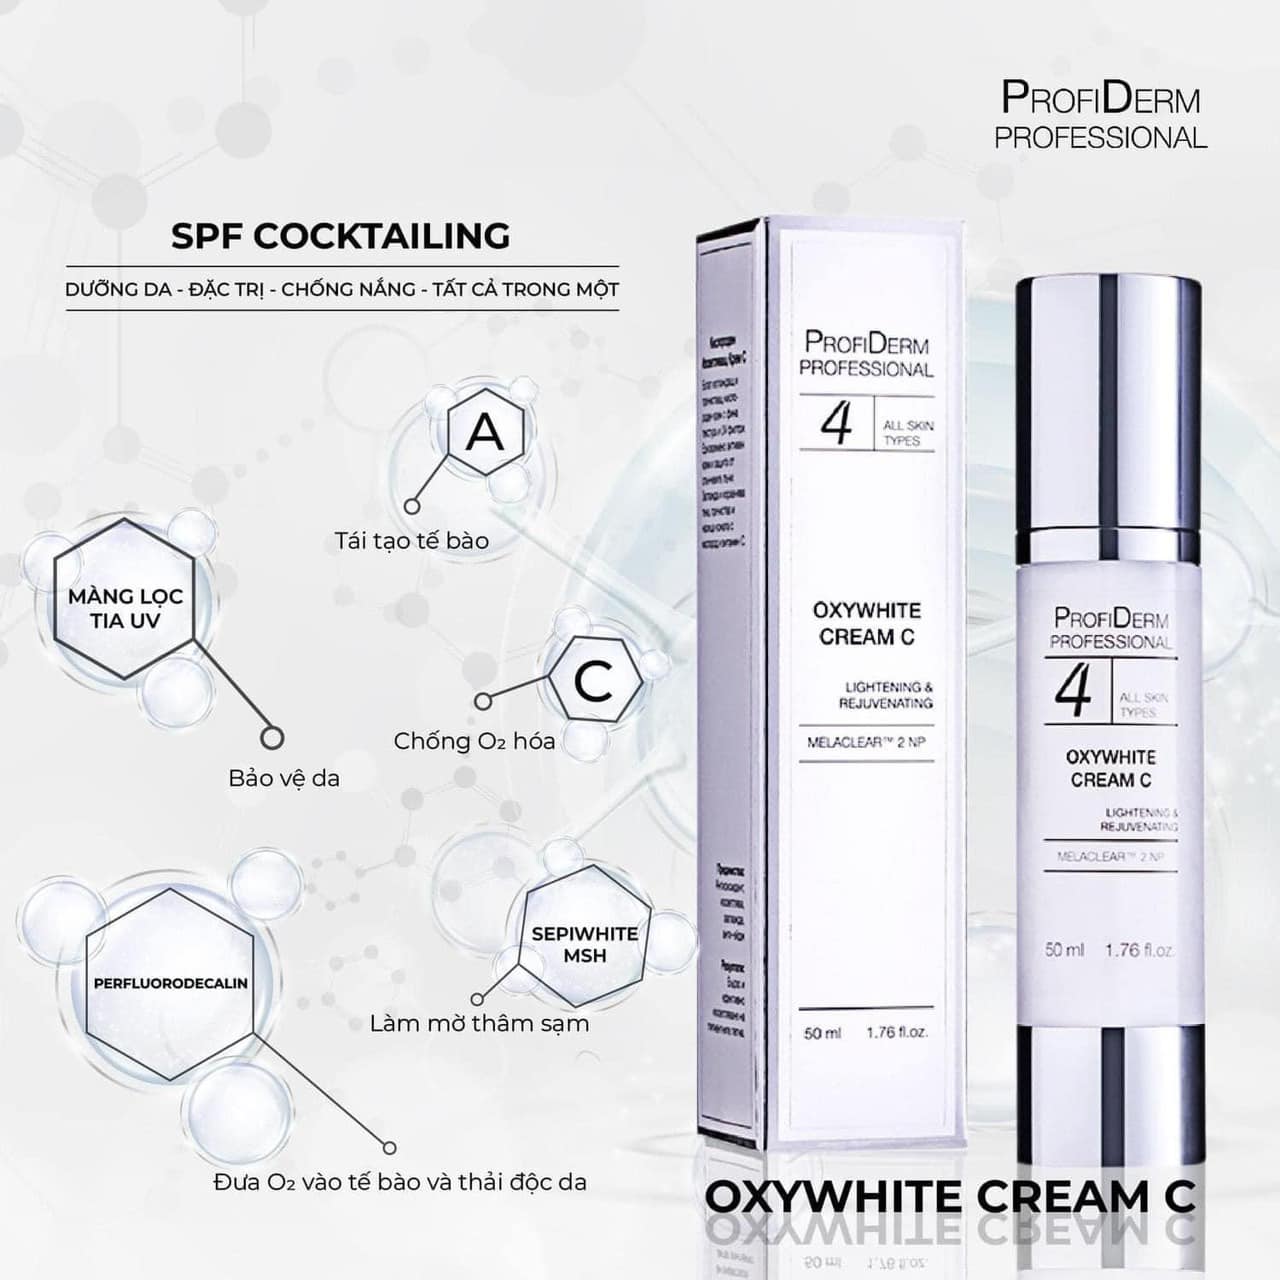 PROFIDERM
PROFESSIONAL
SPF COCKTAILING
DƯỠNG DA - ĐẶC TRỊ - CHỐNG NẮNG - TẤT CẢ TRONG MỘT
A
Tái tạo tế bào
MÀNG LỌC
TIA UV
Bảo vệ da
C
Chống O₂ hóa
SEPIWHITE
MSH
Làm mờ thâm sạm
PERFLUORODECALIN
Đưa O₂ vào tế bào và thải độc da
PROFIDERM
PROFESSIONAL
4
ALL SKIN
TYPES
OXYWHITE
CREAM C
LIGHTENING &
REJUVENATING
MELACLEAR™ 2 NP
50 ml 1.76 fl.oz.
PROFIDERM
PROFESSIONAL
4
ALL SKIN
TYPES
OXYWHITE
CREAM C
LIGHTENING &
REJUVENATING
MELACLEAR™ 2 NP
50 ml 1.76 fl.oz.
OXYWHITE CREAM C